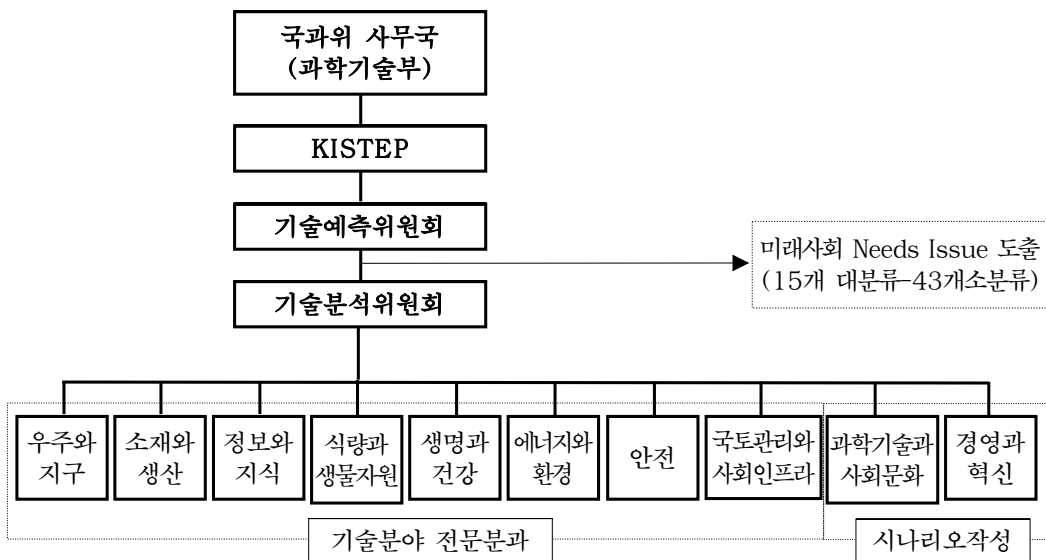 국과위 사무국
(과학기술부)
KISTEP
기술예측위원회
미래사회 Needs Issue 도출
(15개 대분류-43개소분류)
기술분석위원회
우주와
지구
소재와
생산
정보와
지식
식량과
생물자원
생명과
건강
에너지와
환경
안전
국토관리와
사회인프라
과학기술과
사회문화
경영과
혁신
기술분야 전문분과
시나리오작성